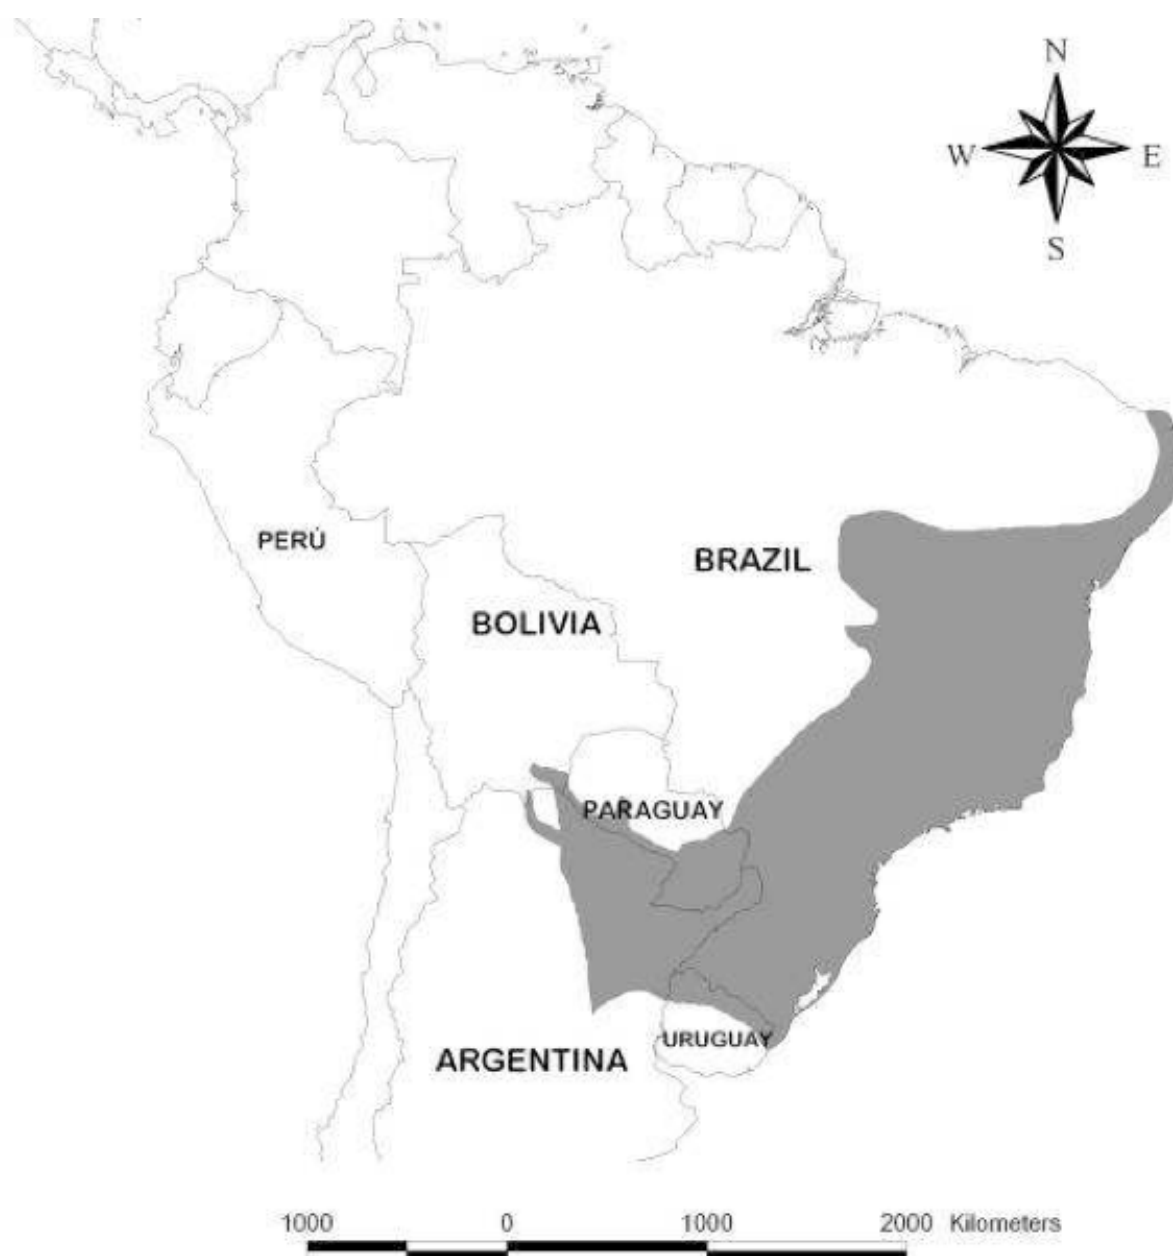 N
W E
S
PERÚ
BRAZIL
BOLIVIA
PARAGUAY
URUGUAY
ARGENTINA
1000 0 1000 2000 Kilometers